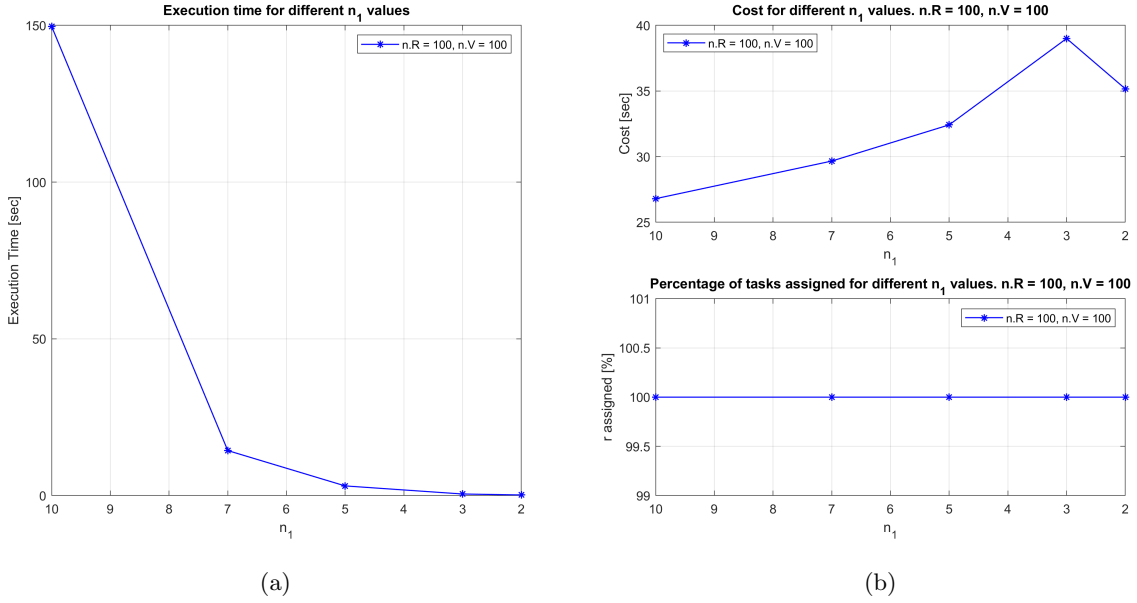 Execution time for different n1 values
n.R = 100, n.V = 100
150
100
50
0
Execution Time [sec]
10 9 8 7 6 5 4 3 2
n1
(a)
Cost for different n1 values. n.R = 100, n.V = 100
n.R = 100, n.V = 100
40
35
30
25
Cost [sec]
10 9 8 7 6 5 4 3 2
n1
Percentage of tasks assigned for different n1 values. n.R = 100, n.V = 100
n.R = 100, n.V = 100
101
100.5
100
99.5
99
r assigned [%]
10 9 8 7 6 5 4 3 2
n1
(b)